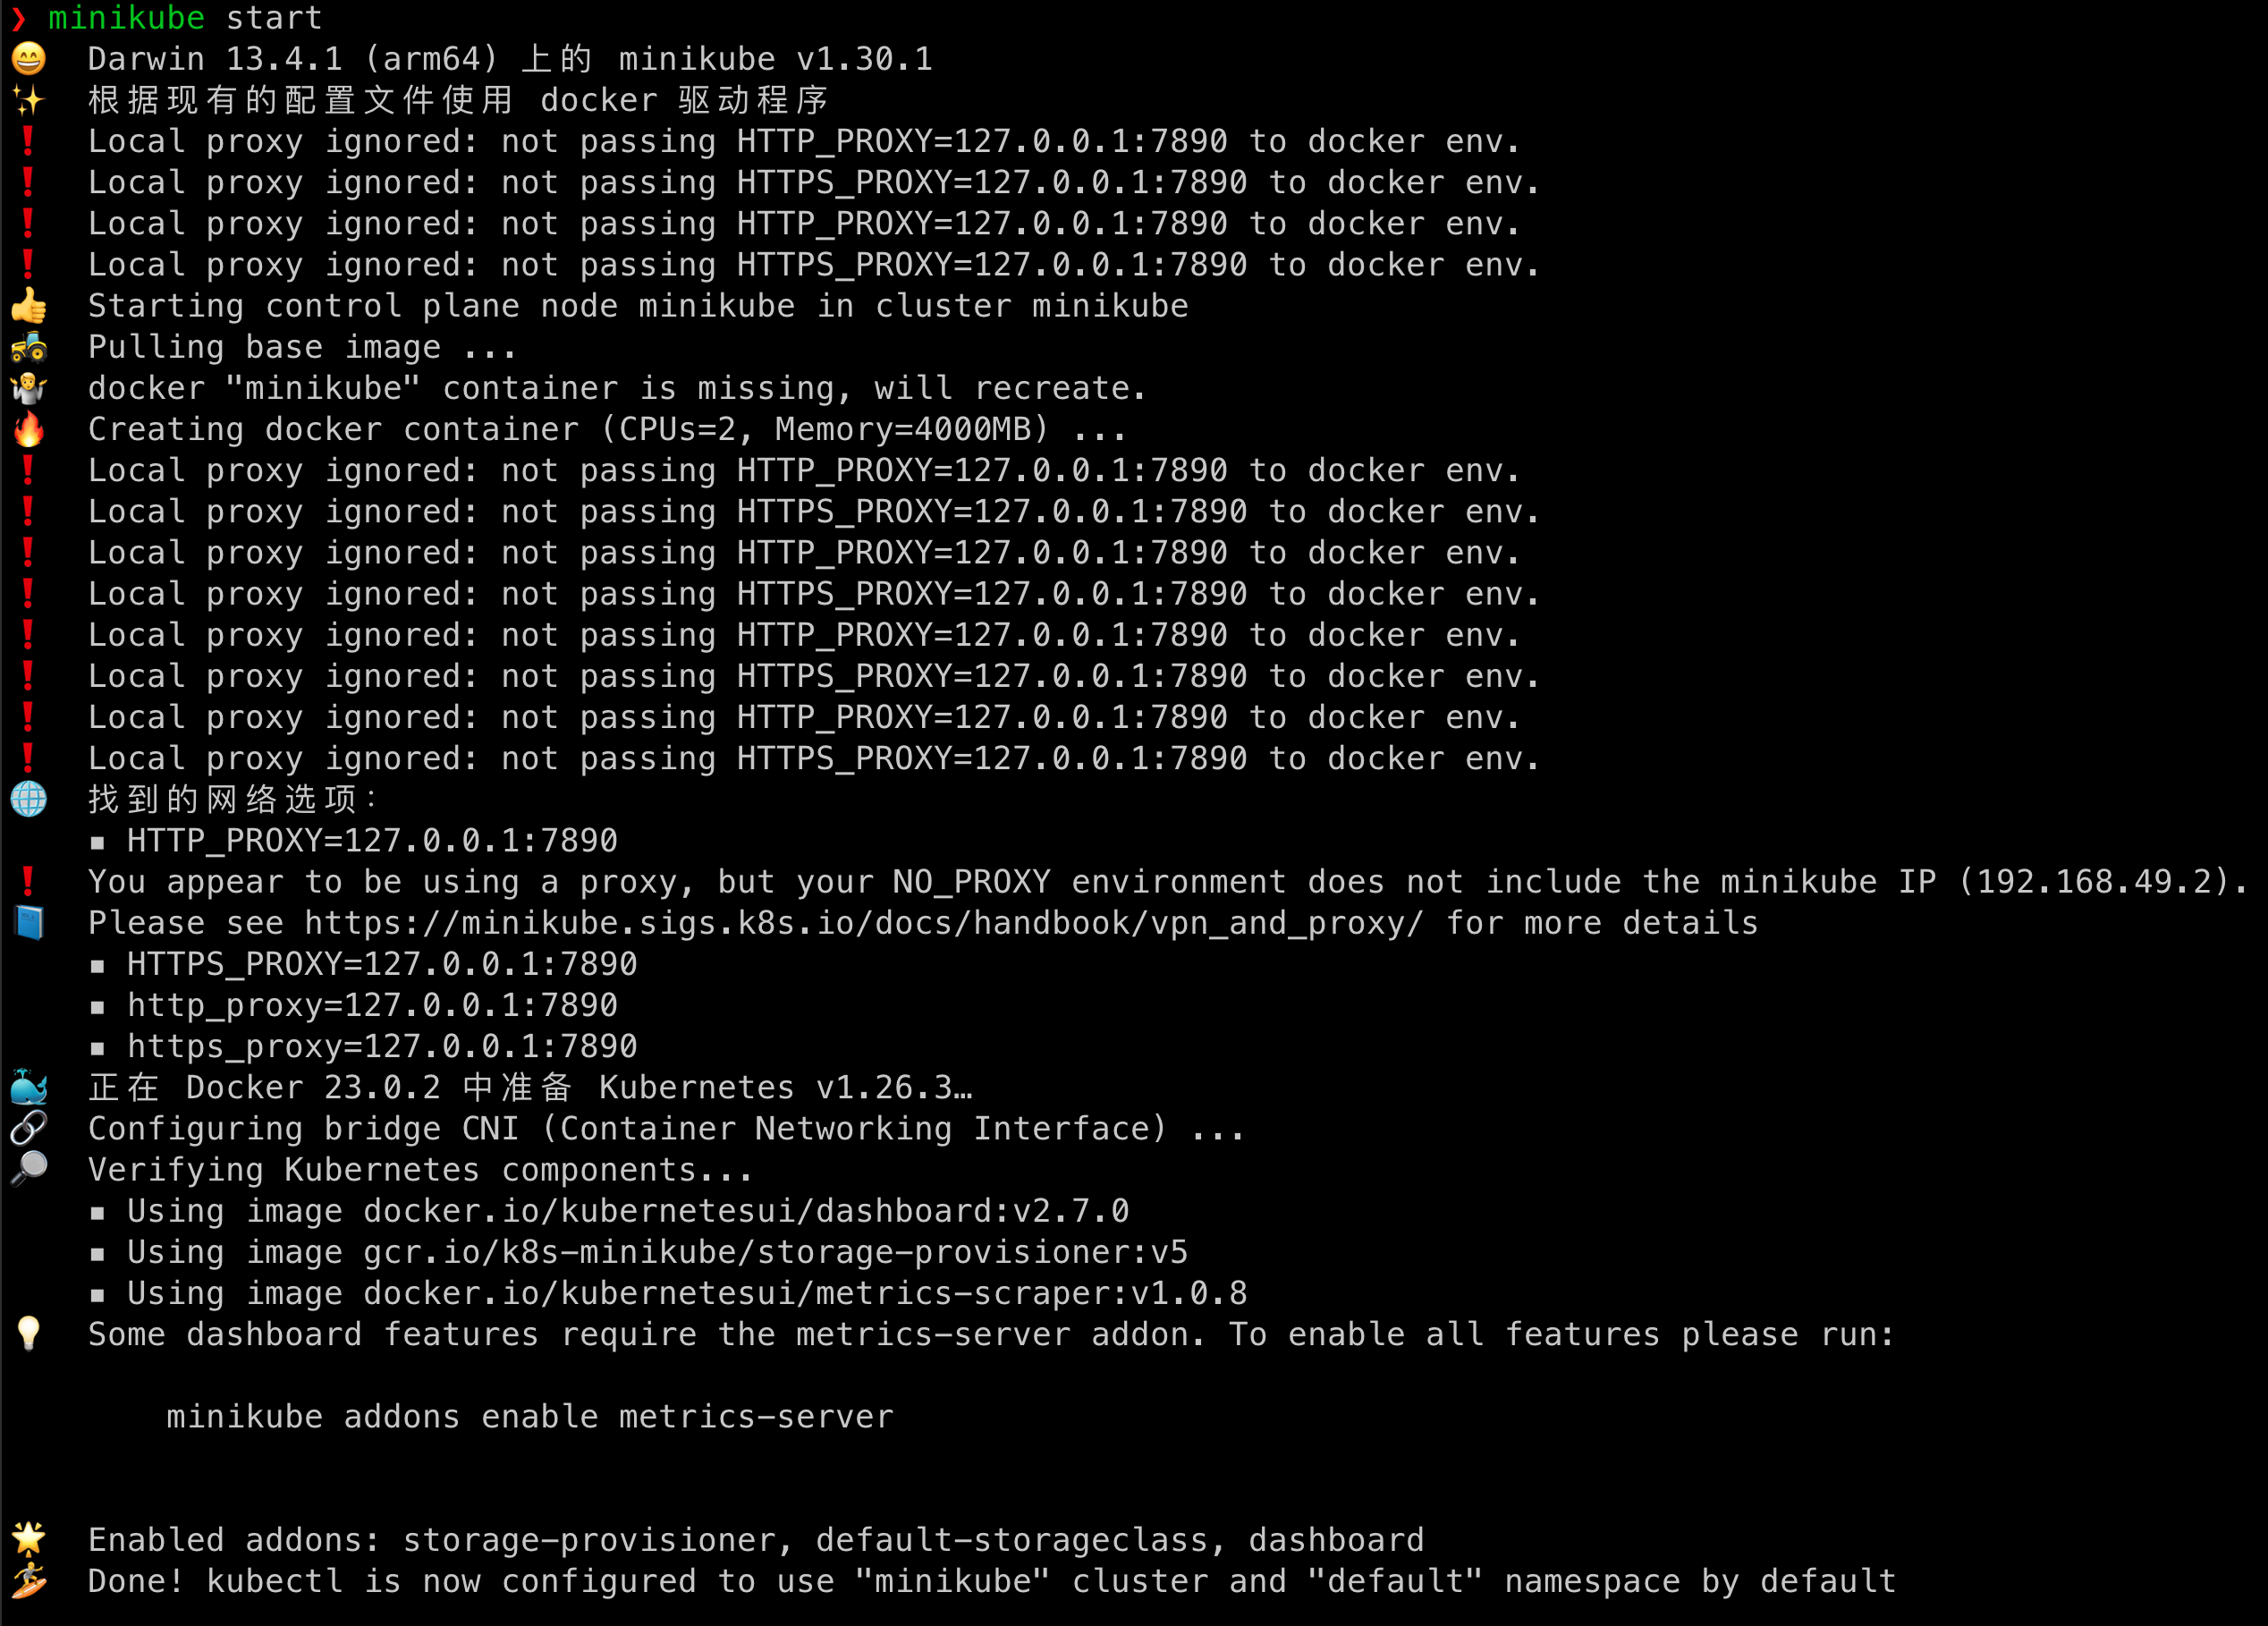 ❯ minikube start
😄 Darwin 13.4.1 (arm64) 上的 minikube v1.30.1
✨ 根据现有的配置文件使用 docker 驱动程序
❗ Local proxy ignored: not passing HTTP_PROXY=127.0.0.1:7890 to docker env.
❗ Local proxy ignored: not passing HTTPS_PROXY=127.0.0.1:7890 to docker env.
❗ Local proxy ignored: not passing HTTP_PROXY=127.0.0.1:7890 to docker env.
❗ Local proxy ignored: not passing HTTPS_PROXY=127.0.0.1:7890 to docker env.
👍 Starting control plane node minikube in cluster minikube
🚜 Pulling base image ...
🤷 docker "minikube" container is missing, will recreate.
🔥 Creating docker container (CPUs=2, Memory=4000MB) ...
❗ Local proxy ignored: not passing HTTP_PROXY=127.0.0.1:7890 to docker env.
❗ Local proxy ignored: not passing HTTPS_PROXY=127.0.0.1:7890 to docker env.
❗ Local proxy ignored: not passing HTTP_PROXY=127.0.0.1:7890 to docker env.
❗ Local proxy ignored: not passing HTTPS_PROXY=127.0.0.1:7890 to docker env.
❗ Local proxy ignored: not passing HTTP_PROXY=127.0.0.1:7890 to docker env.
❗ Local proxy ignored: not passing HTTPS_PROXY=127.0.0.1:7890 to docker env.
❗ Local proxy ignored: not passing HTTP_PROXY=127.0.0.1:7890 to docker env.
❗ Local proxy ignored: not passing HTTPS_PROXY=127.0.0.1:7890 to docker env.
🌐 找到的网络选项：
▪ HTTP_PROXY=127.0.0.1:7890
❗ You appear to be using a proxy, but your NO_PROXY environment does not include the minikube IP (192.168.49.2).
📘 Please see https://minikube.sigs.k8s.io/docs/handbook/vpn_and_proxy/ for more details
▪ HTTPS_PROXY=127.0.0.1:7890
▪ http_proxy=127.0.0.1:7890
▪ https_proxy=127.0.0.1:7890
🐳 正在 Docker 23.0.2 中准备 Kubernetes v1.26.3…
🔗 Configuring bridge CNI (Container Networking Interface) ...
🔎 Verifying Kubernetes components...
▪ Using image docker.io/kubernetesui/dashboard:v2.7.0
▪ Using image gcr.io/k8s-minikube/storage-provisioner:v5
▪ Using image docker.io/kubernetesui/metrics-scraper:v1.0.8
💡 Some dashboard features require the metrics-server addon. To enable all features please run:
minikube addons enable metrics-server
🌟 Enabled addons: storage-provisioner, default-storageclass, dashboard
🏄 Done! kubectl is now configured to use "minikube" cluster and "default" namespace by default